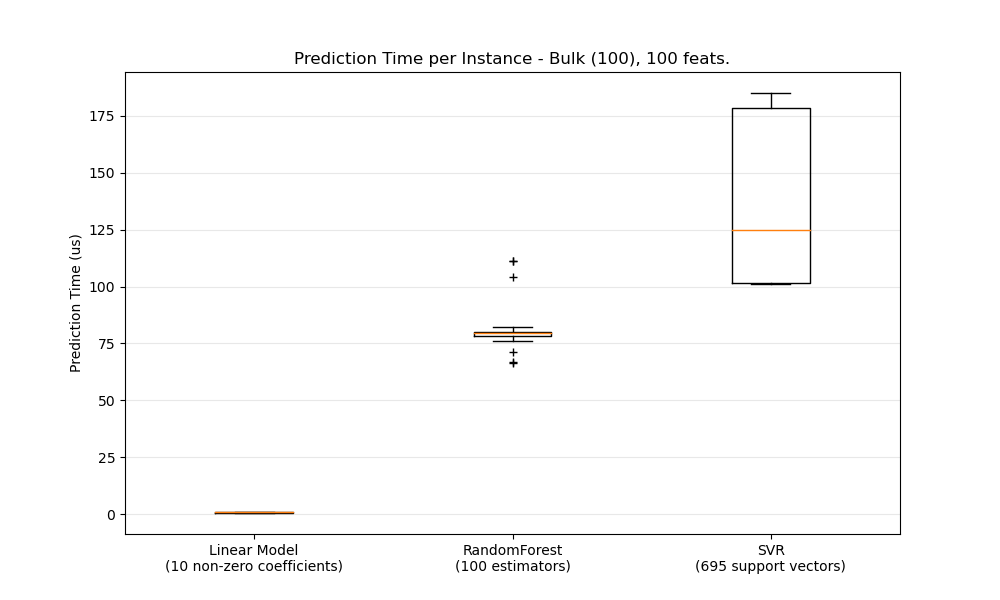 Prediction Time per Instance - Bulk (100), 100 feats.
Prediction Time (us)
175
150
125
100
75
50
25
0
Linear Model
(10 non-zero coefficients)
RandomForest
(100 estimators)
SVR
(695 support vectors)